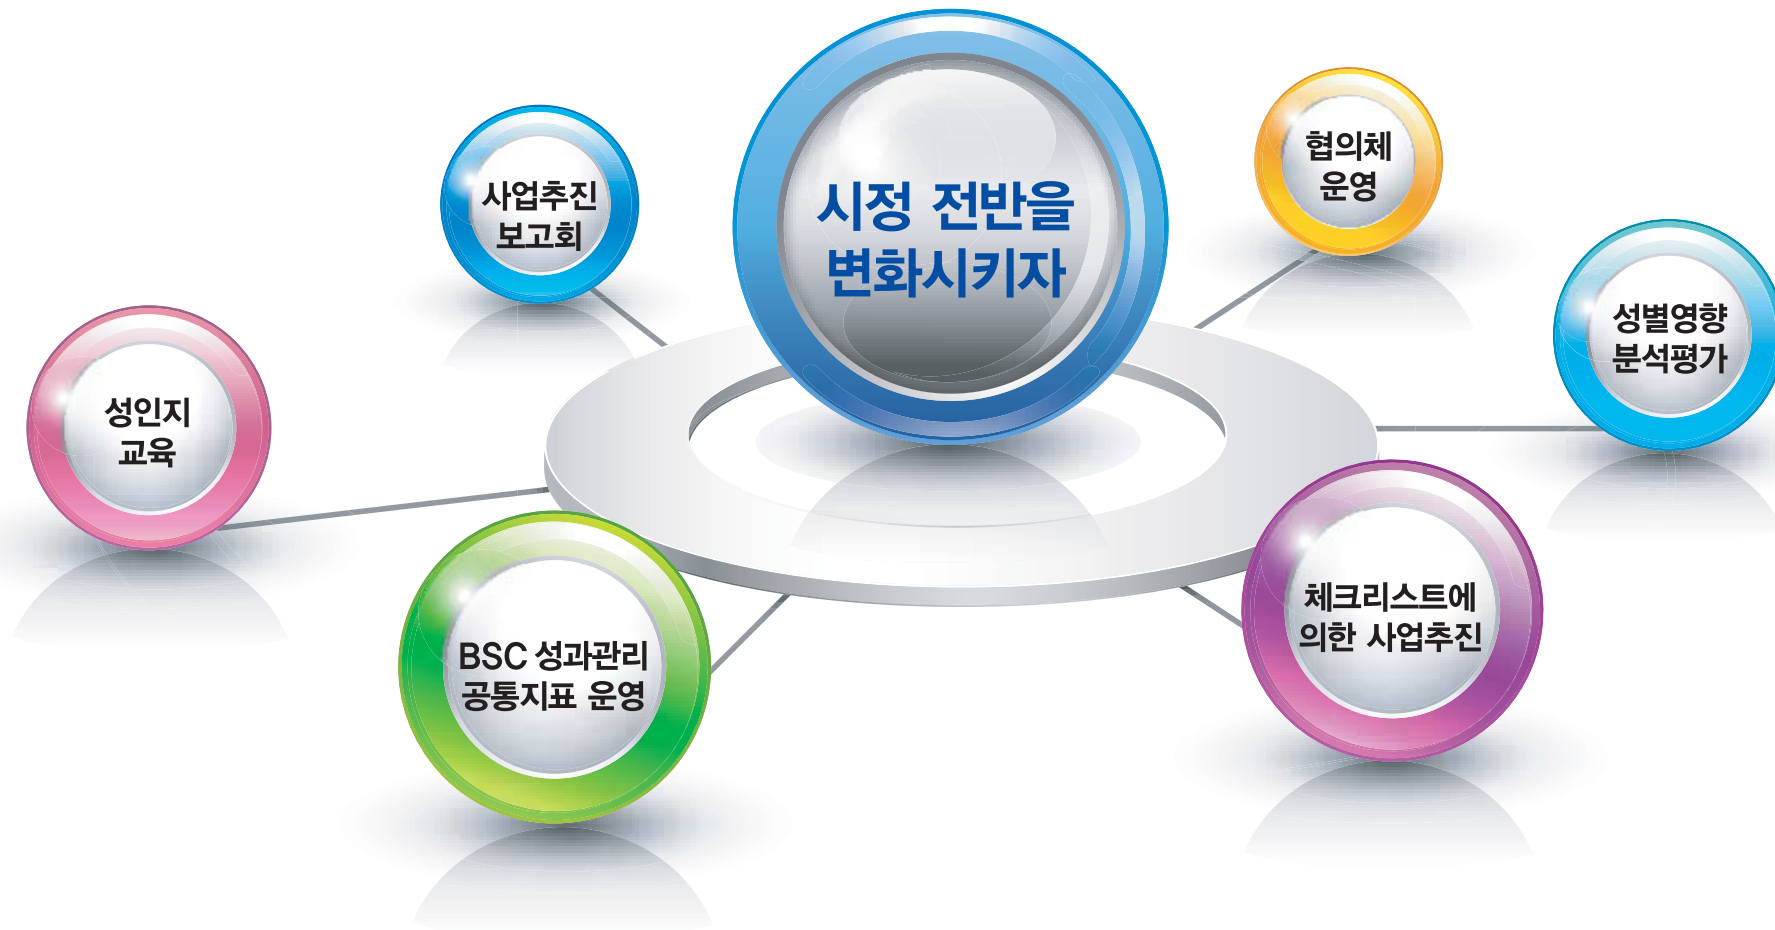 시정 전반을
변화시키자
사업추진
보고회
협의체
운영
성별영향
분석평가
성인지
교육
BSC 성과관리
공통지표 운영
체크리스트에
의한 사업추진